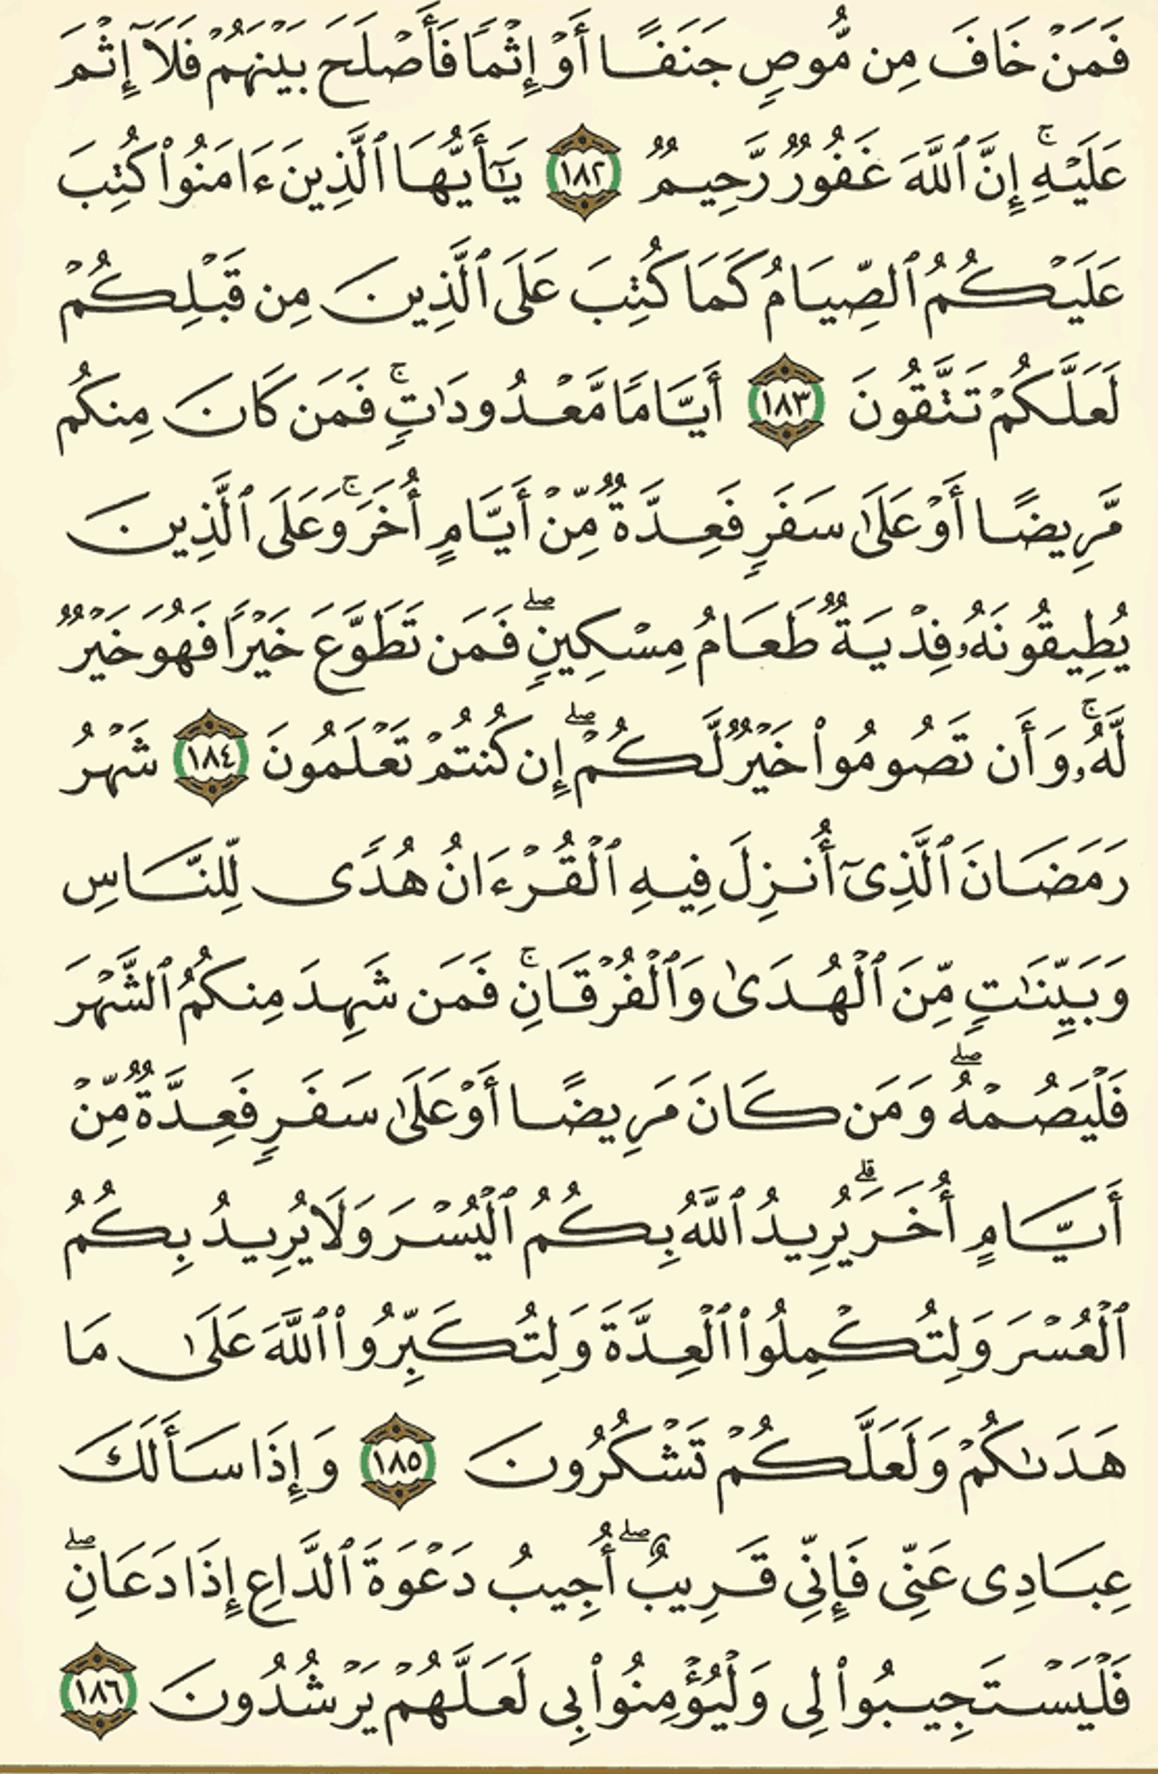 فَمَنْ خَافَ مِن مُّوصٍ جَنَفًا أَوْ إِثْمًا فَأَصْلَحَ بَيْنَهُمْ فَلَآ إِثْمَ
عَلَيْهِ ۚ إِنَّ ٱللَّهَ غَفُورٌ رَّحِيمٌ ١٨٢ يَـٰٓأَيُّهَا ٱلَّذِينَ ءَامَنُوا۟ كُتِبَ
عَلَيْكُمُ ٱلصِّيَامُ كَمَا كُتِبَ عَلَى ٱلَّذِينَ مِن قَبْلِكُمْ
لَعَلَّكُمْ تَتَّقُونَ ١٨٣ أَيَّامًا مَّعْدُودَٰتٍ ۚ فَمَن كَانَ مِنكُم
مَّرِيضًا أَوْ عَلَىٰ سَفَرٍ فَعِدَّةٌ مِّنْ أَيَّامٍ أُخَرَ ۚ وَعَلَى ٱلَّذِينَ
يُطِيقُونَهُۥ فِدْيَةٌ طَعَامُ مِسْكِينٍ ۖ فَمَن تَطَوَّعَ خَيْرًا فَهُوَ خَيْرٌ
لَّهُۥ ۚ وَأَن تَصُومُوا۟ خَيْرٌ لَّكُمْ ۖ إِن كُنتُمْ تَعْلَمُونَ ١٨٤ شَهْرُ
رَمَضَانَ ٱلَّذِىٓ أُنزِلَ فِيهِ ٱلْقُرْءَانُ هُدًى لِّلنَّاسِ
وَبَيِّنَـٰتٍ مِّنَ ٱلْهُدَىٰ وَٱلْفُرْقَانِ ۚ فَمَن شَهِدَ مِنكُمُ ٱلشَّهْرَ
فَلْيَصُمْهُ ۖ وَمَن كَانَ مَرِيضًا أَوْ عَلَىٰ سَفَرٍ فَعِدَّةٌ مِّنْ
أَيَّامٍ أُخَرَ ۗ يُرِيدُ ٱللَّهُ بِكُمُ ٱلْيُسْرَ وَلَا يُرِيدُ بِكُمُ
ٱلْعُسْرَ وَلِتُكْمِلُوا۟ ٱلْعِدَّةَ وَلِتُكَبِّرُوا۟ ٱللَّهَ عَلَىٰ مَا
هَدَىٰكُمْ وَلَعَلَّكُمْ تَشْكُرُونَ ١٨٥ وَإِذَا سَأَلَكَ
عِبَادِى عَنِّى فَإِنِّى قَرِيبٌ ۖ أُجِيبُ دَعْوَةَ ٱلدَّاعِ إِذَا دَعَانِ ۖ
فَلْيَسْتَجِيبُوا۟ لِى وَلْيُؤْمِنُوا۟ بِى لَعَلَّهُمْ يَرْشُدُونَ ١٨٦